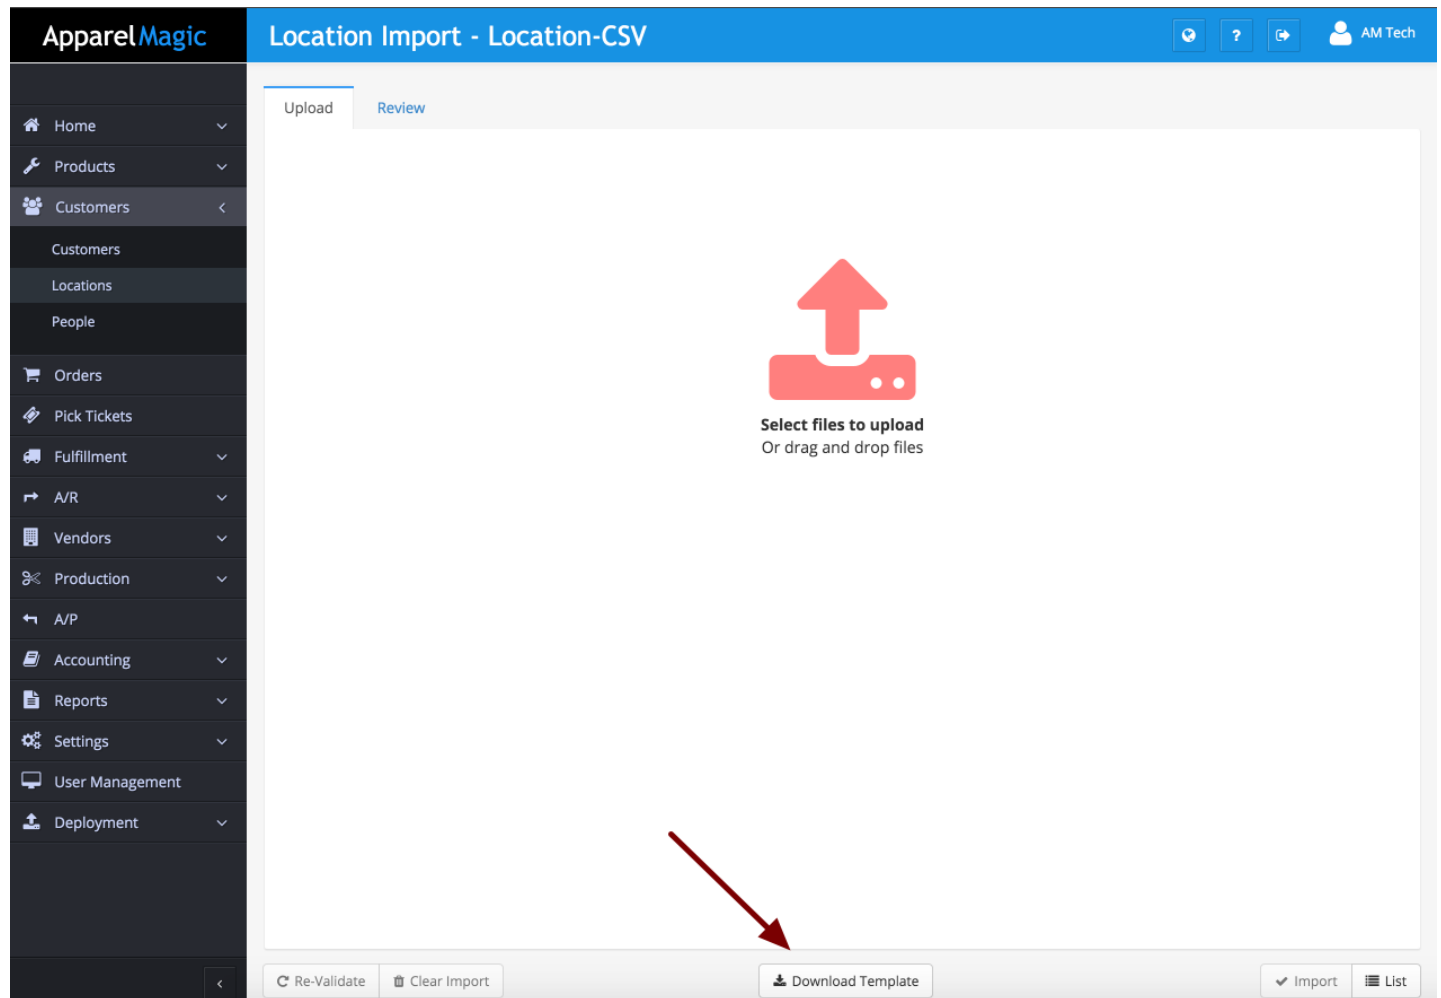 ApparelMagic
Location Import - Location-CSV
?
AM Tech
Home
Products
Customers
Customers
Locations
People
Orders
Pick Tickets
Fulfillment
A/R
Vendors
Production
A/P
Accounting
Reports
Settings
User Management
Deployment
Upload
Review
Select files to upload
Or drag and drop files
Re-Validate
Clear Import
Download Template
Import
List